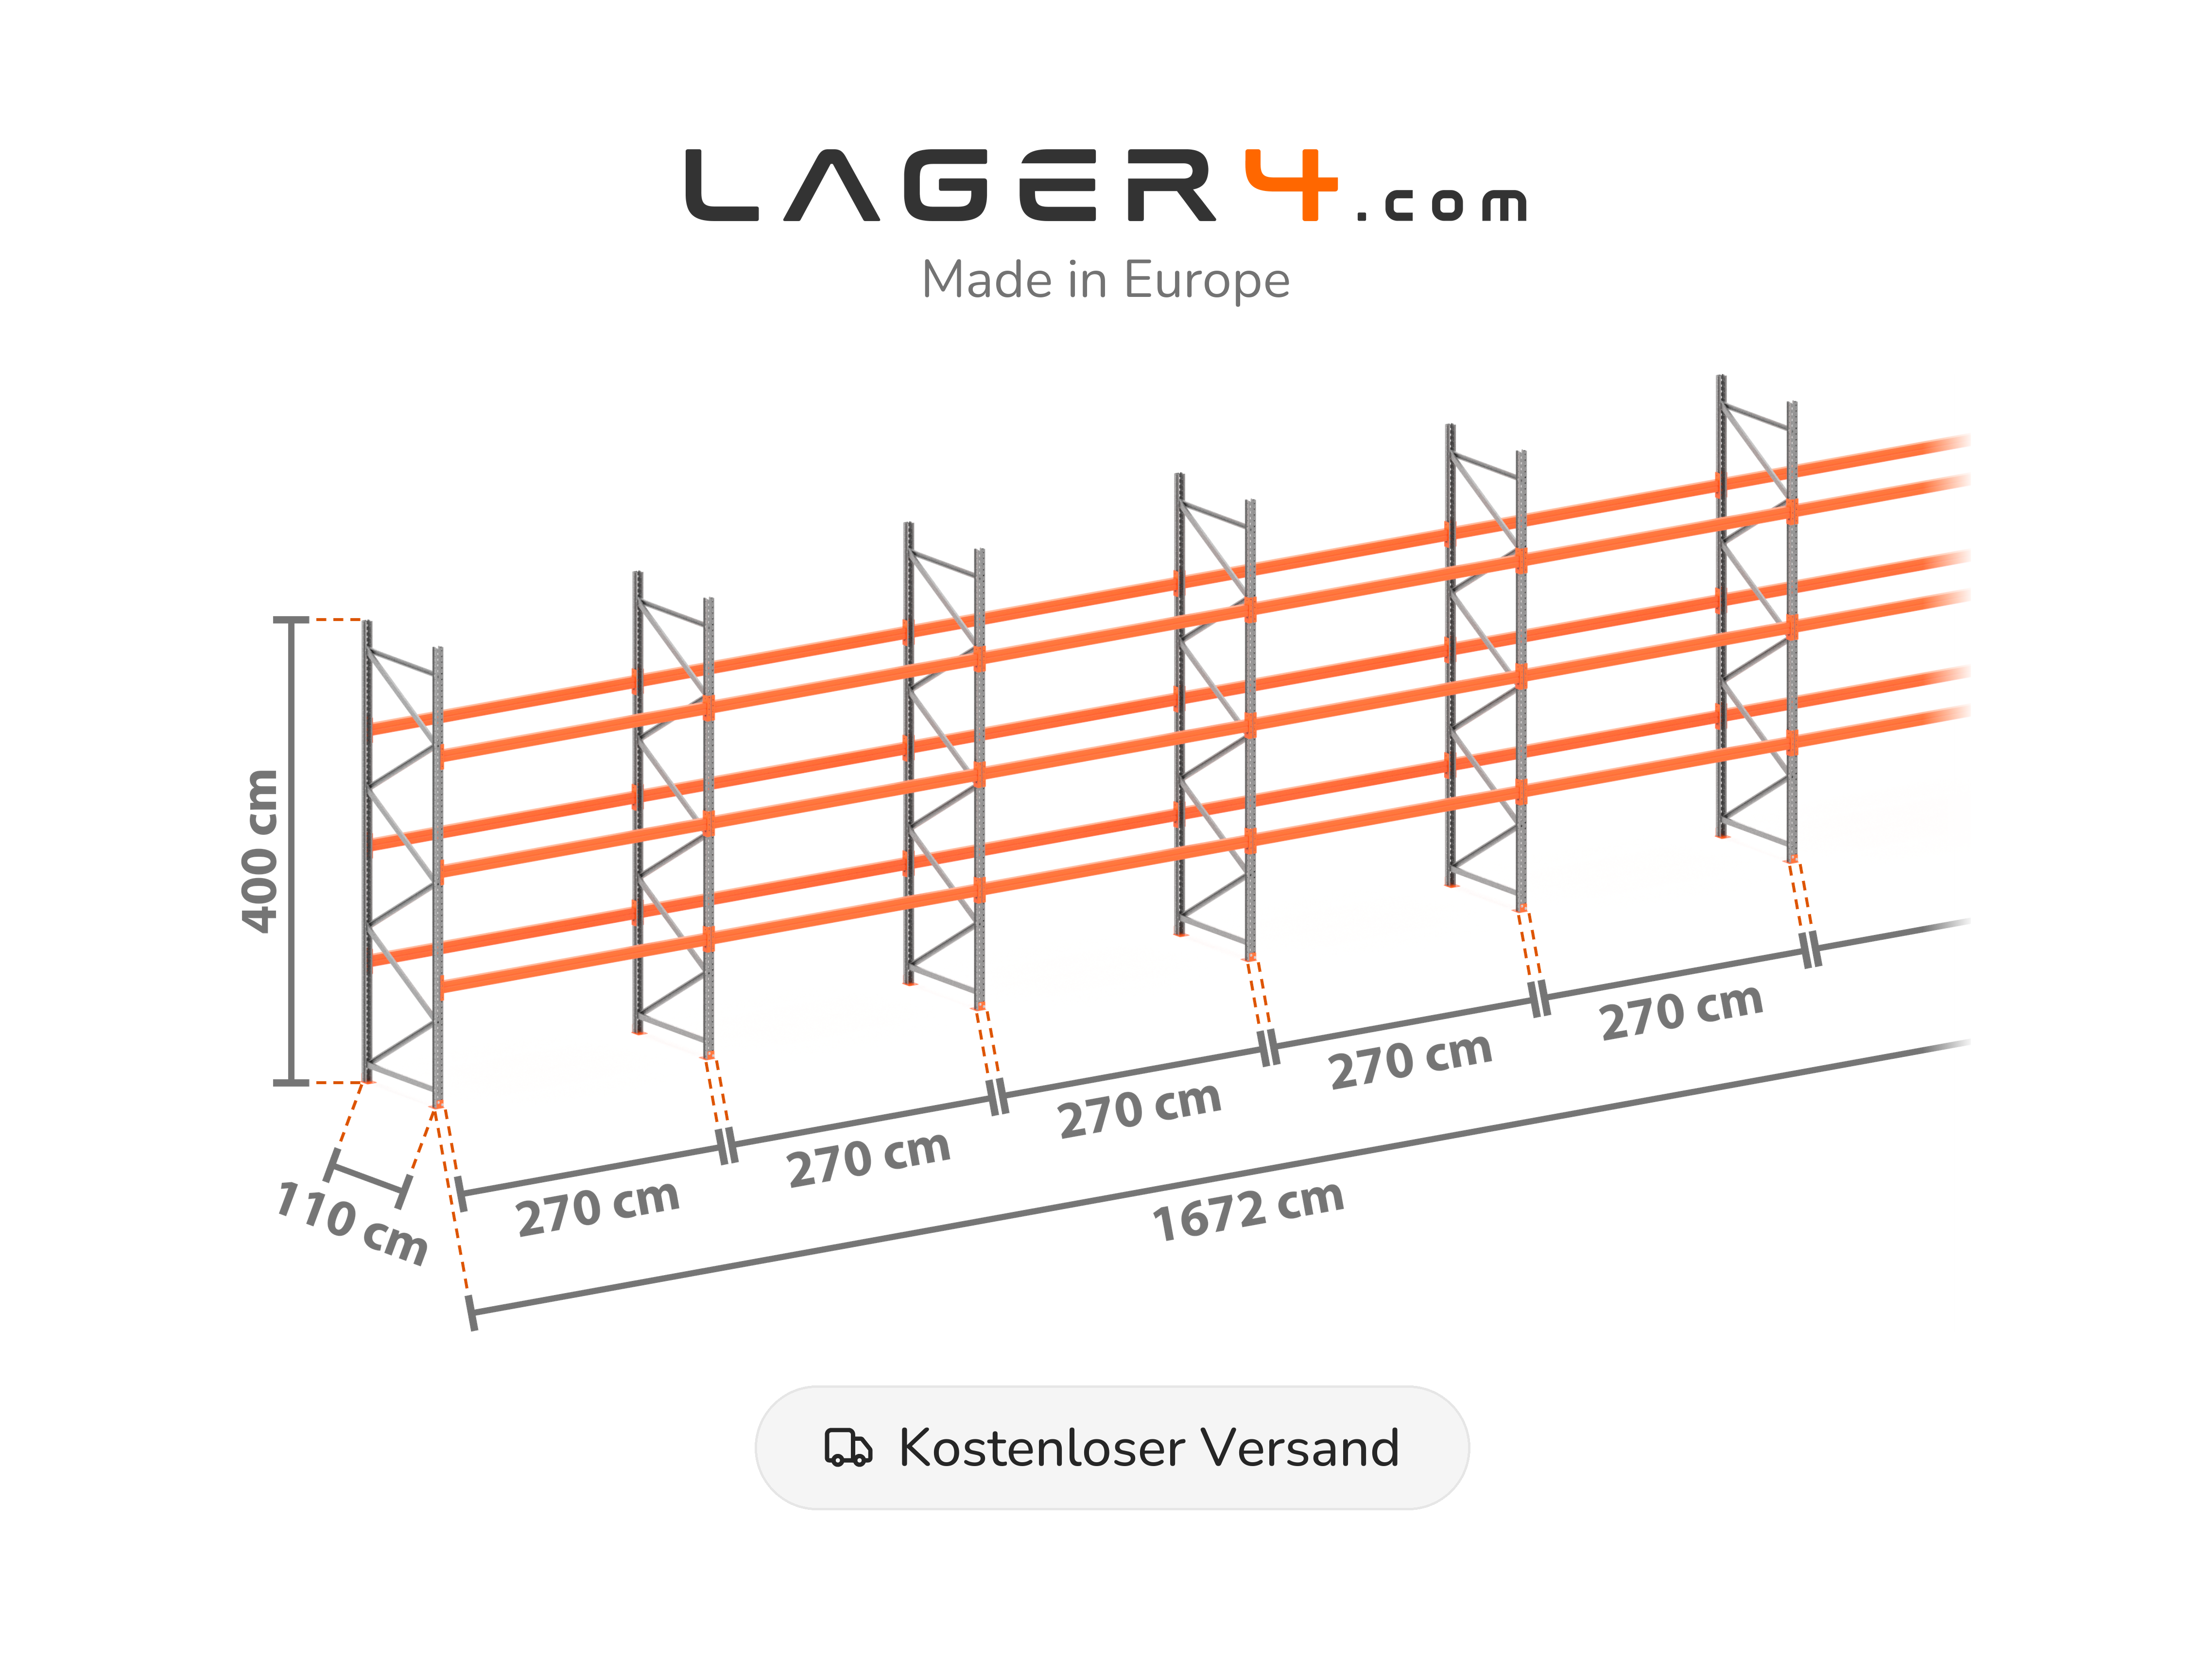 LAGER4.com
Made in Europe
400 cm
110 cm
270 cm
270 cm
270 cm
270 cm
270 cm
1672 cm
Kostenloser Versand